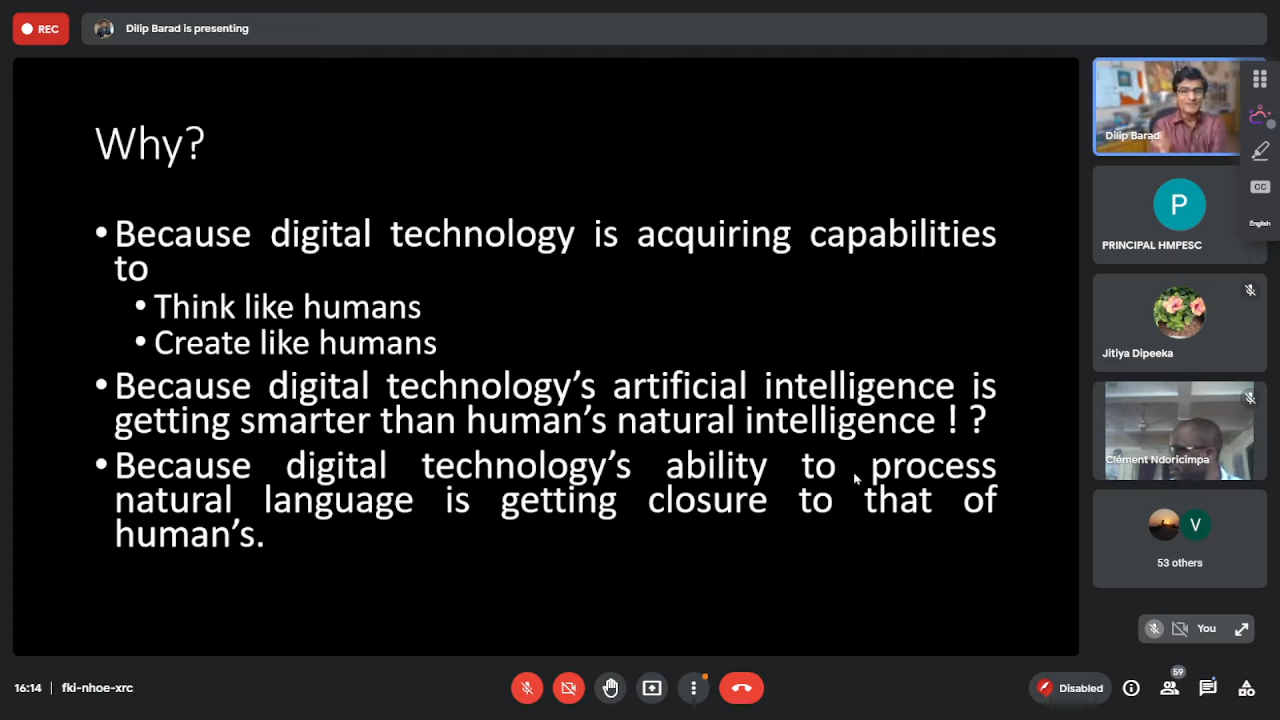 REC
Dilip Barad is presenting
Why?
• Because digital technology is acquiring capabilities
to
• Think like humans
• Create like humans
• Because digital technology’s artificial intelligence is
getting smarter than human’s natural intelligence ! ?
• Because digital technology’s ability to process
natural language is getting closure to that of
human’s.
Dilip Barad
P
PRINCIPAL HMPESC
Jitiya Dipeeka
Clément Ndoricimpa
V
53 others
You
CC
English
16:14 | fki-nhoe-xrc
Disabled
59